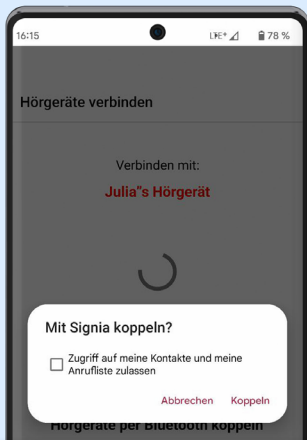 16:15
LTE+ 78 %
Hörgeräte verbinden
Verbinden mit:
Julia"s Hörgerät
Mit Signia koppeln?
Zugriff auf meine Kontakte und meine
Anrufliste zulassen
Abbrechen Koppeln
Hörgeräte per Bluetooth koppeln